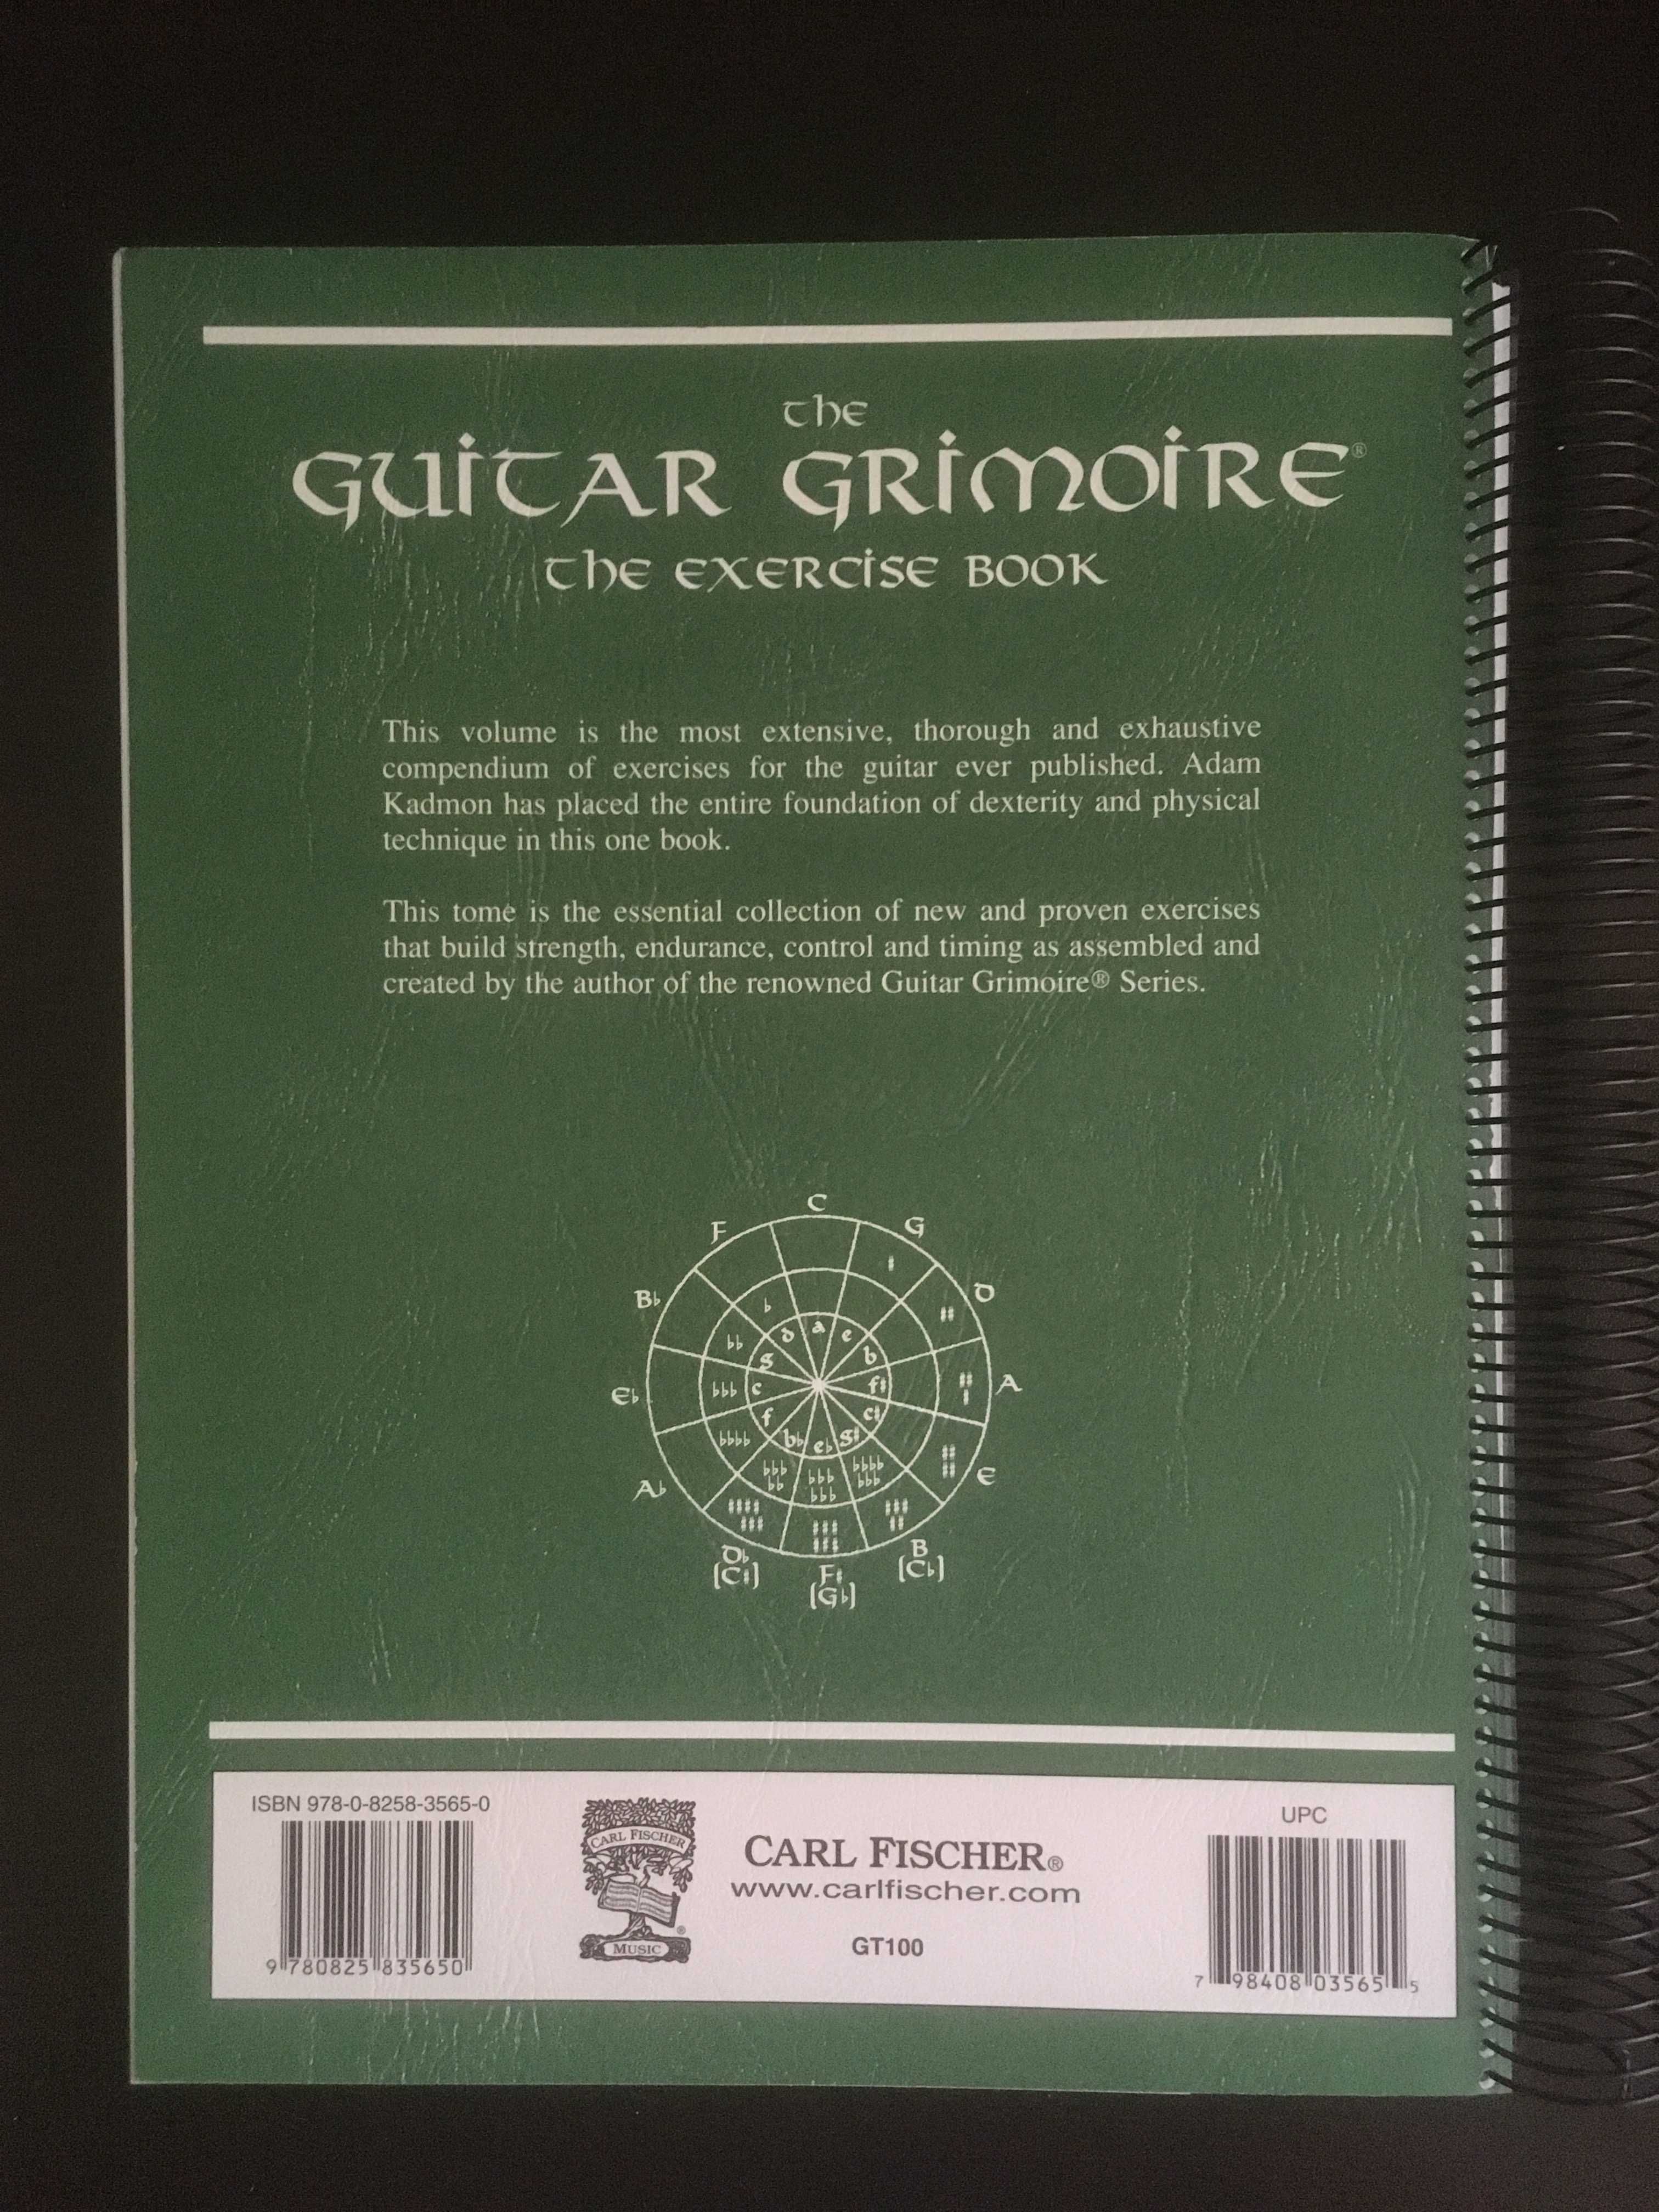 The
Guitar Grimoire®
The Exercise Book
This volume is the most extensive, thorough and exhaustive
compendium of exercises for the guitar ever published. Adam
Kadmon has placed the entire foundation of dexterity and physical
technique in this one book.
This tome is the essential collection of new and proven exercises
that build strength, endurance, control and timing as assembled and
created by the author of the renowned Guitar Grimoire® Series.
C
F G
B♭ D
♭
d a e
♭♭
g b
E♭ ♭♭♭ c f♯ A
f c♯
♭♭♭♭ b♭ e♭ g♯
♭♭♭ ♭♭♭ ♭♭♭♭
♭♭ ♭♭♭ ♭♭♭
A♭ E
♯♯♯♯ ♯♯♯ ♯♯♯
♯♯♯ ♯♯♯ ♯♯
D♭ F♯ B
[C♯] [G♭] [C♭]
ISBN 978-0-8258-3565-0
9 780825 835650
CARL FISCHER
MUSIC ®
CARL FISCHER®
www.carlfischer.com
GT100
UPC
7 98408 03565 5